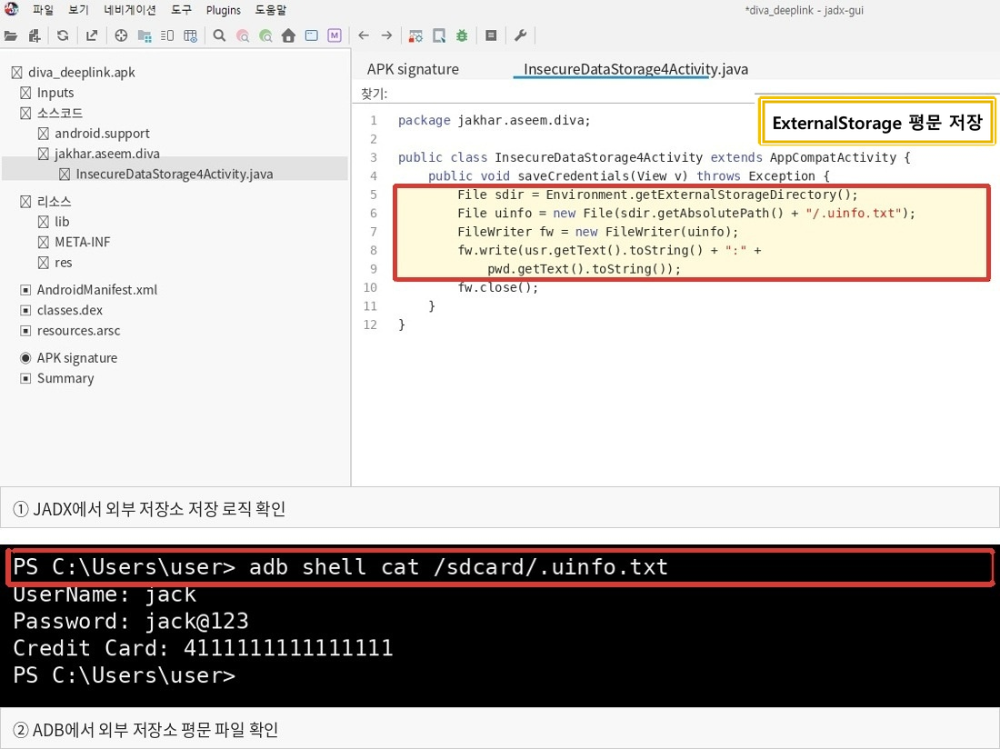 파일 보기 네비게이션 도구 Plugins 도움말 *diva_deeplink - jadx-gui
M
diva_deeplink.apk
Inputs
소스코드
android.support
jakhar.aseem.diva
InsecureDataStorage4Activity.java
리소스
lib
META-INF
res
AndroidManifest.xml
classes.dex
resources.arsc
APK signature
Summary
APK signature InsecureDataStorage4Activity.java
찾기:
ExternalStorage 평문 저장
1 package jakhar.aseem.diva;
2
3 public class InsecureDataStorage4Activity extends AppCompatActivity {
4 public void saveCredentials(View v) throws Exception {
5 File sdir = Environment.getExternalStorageDirectory();
6 File uinfo = new File(sdir.getAbsolutePath() + "/.uinfo.txt");
7 FileWriter fw = new FileWriter(uinfo);
8 fw.write(usr.getText().toString() + ":" +
9 pwd.getText().toString());
10 fw.close();
11 }
12 }
① JADX에서 외부 저장소 저장 로직 확인
PS C:\Users\user> adb shell cat /sdcard/.uinfo.txt
UserName: jack
Password: jack@123
Credit Card: 4111111111111111
PS C:\Users\user>
② ADB에서 외부 저장소 평문 파일 확인